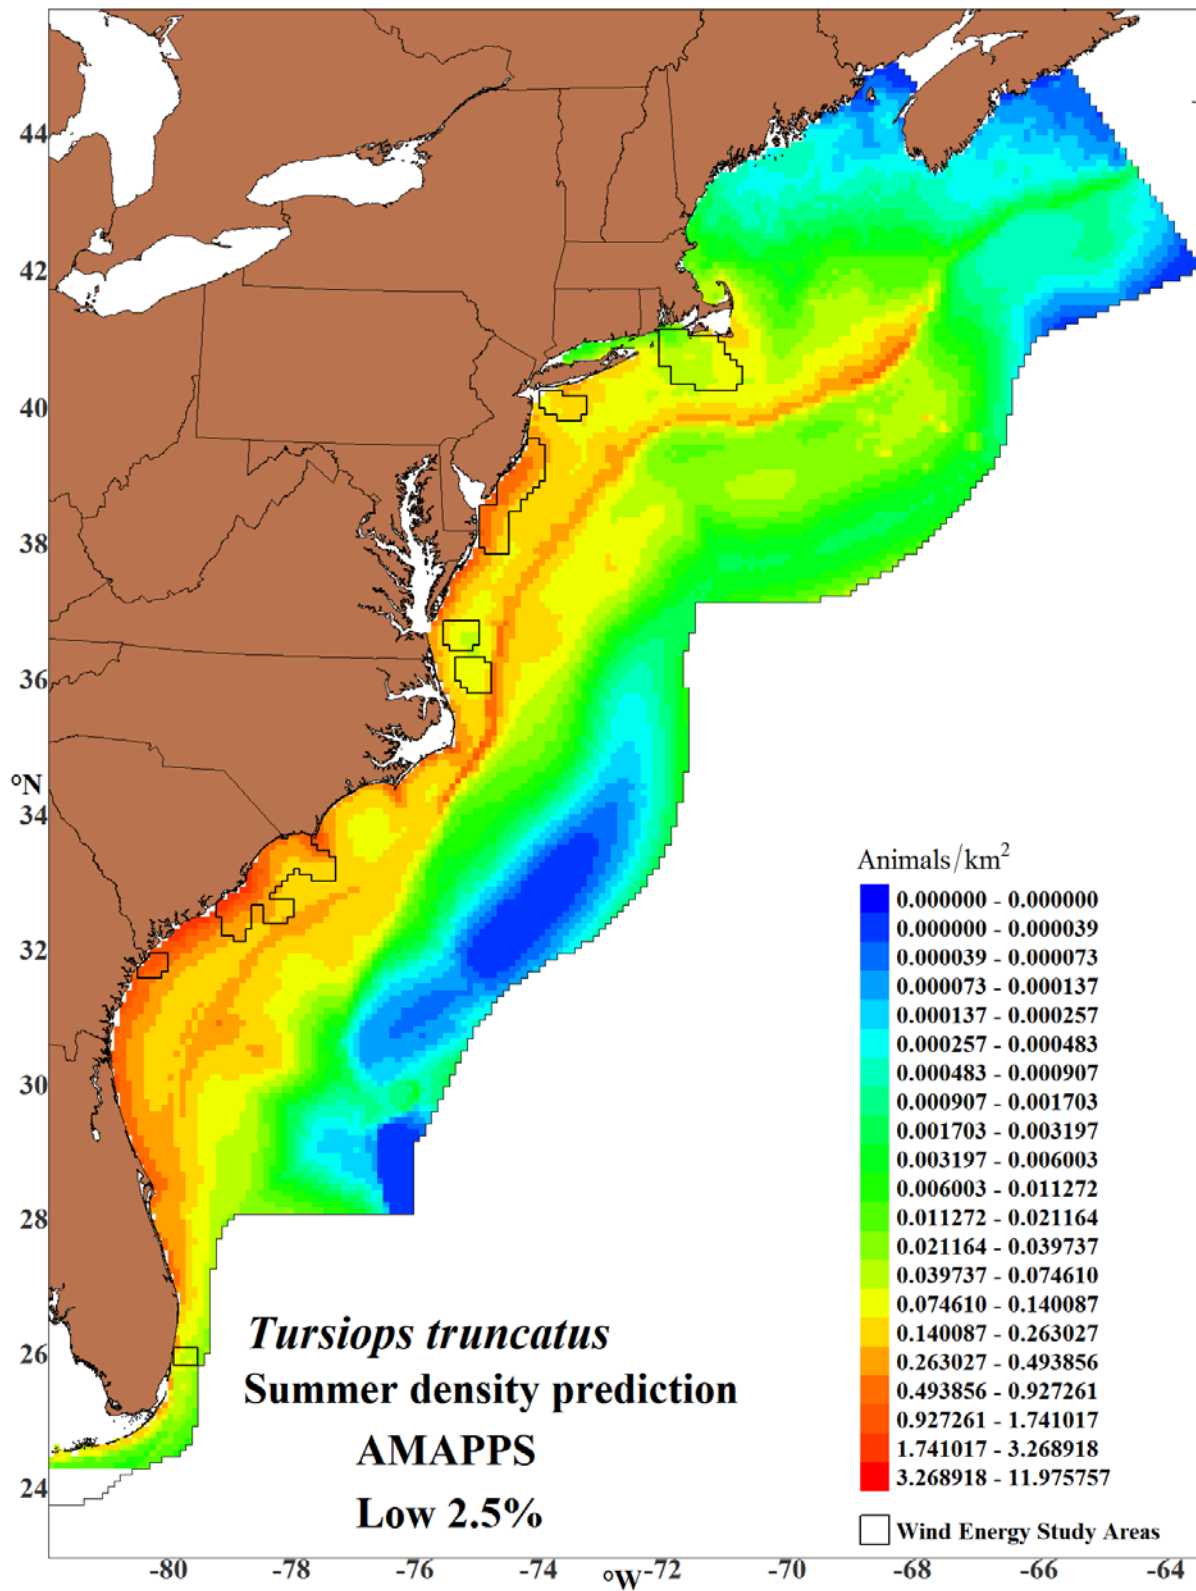 44
42
40
38
36
°N
34
32
30
28
26
24
Animals/km²
0.000000 - 0.000000
0.000000 - 0.000039
0.000039 - 0.000073
0.000073 - 0.000137
0.000137 - 0.000257
0.000257 - 0.000483
0.000483 - 0.000907
0.000907 - 0.001703
0.001703 - 0.003197
0.003197 - 0.006003
0.006003 - 0.011272
0.011272 - 0.021164
0.021164 - 0.039737
0.039737 - 0.074610
0.074610 - 0.140087
0.140087 - 0.263027
0.263027 - 0.493856
0.493856 - 0.927261
0.927261 - 1.741017
1.741017 - 3.268918
3.268918 - 11.975757
Wind Energy Study Areas
Tursiops truncatus
Summer density prediction
AMAPPS
Low 2.5%
-80 -78 -76 -74 °W -72 -70 -68 -66 -64